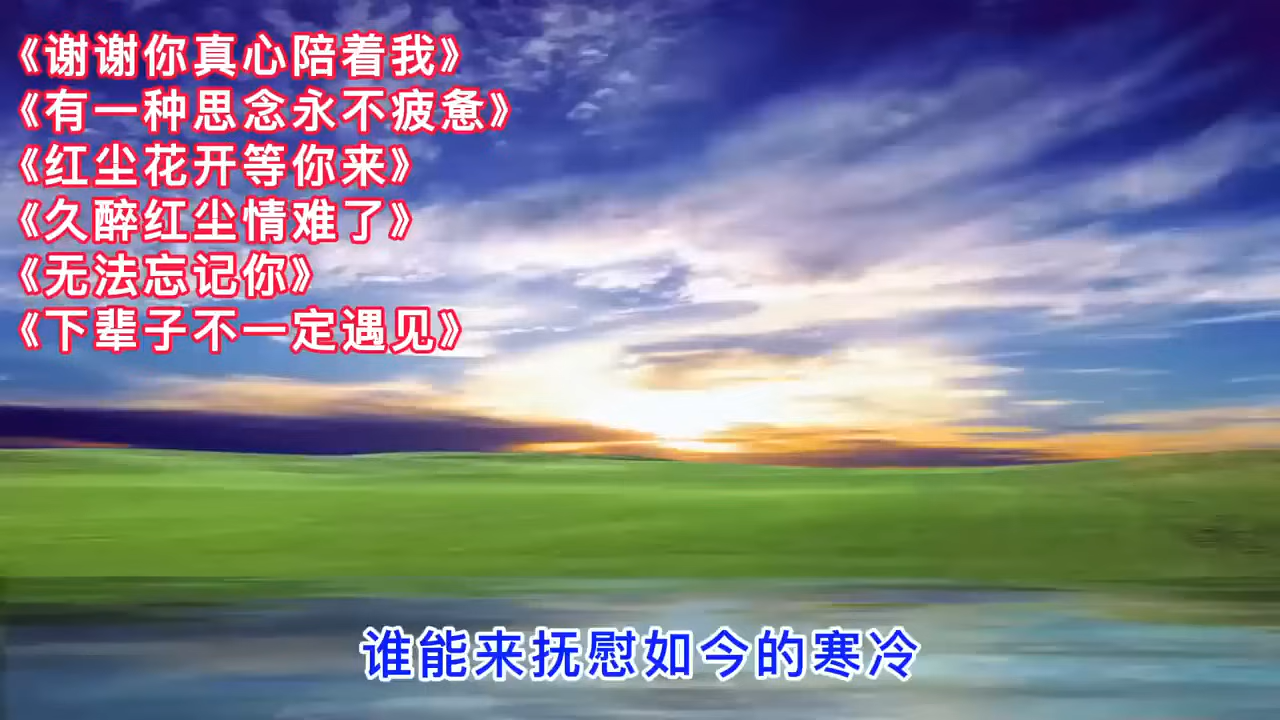 《谢谢你真心陪着我》
《有一种思念永不疲惫》
《红尘花开等你来》
《久醉红尘情难了》
《无法忘记你》
《下辈子不一定遇见》
谁能来抚慰如今的寒冷